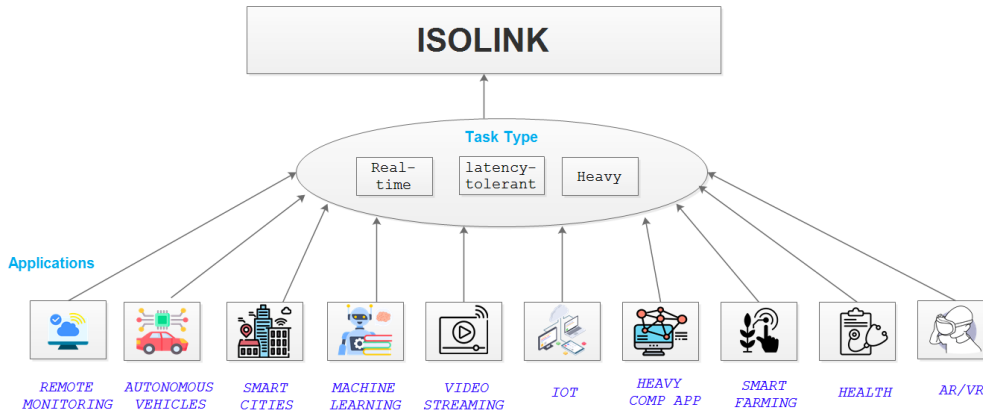 ISOLINK
Task Type
Real-
time
latency-
tolerant
Heavy
Applications
REMOTE
MONITORING
AUTONOMOUS
VEHICLES
SMART
CITIES
MACHINE
LEARNING
VIDEO
STREAMING
IOT
HEAVY
COMP APP
SMART
FARMING
HEALTH
AR/VR